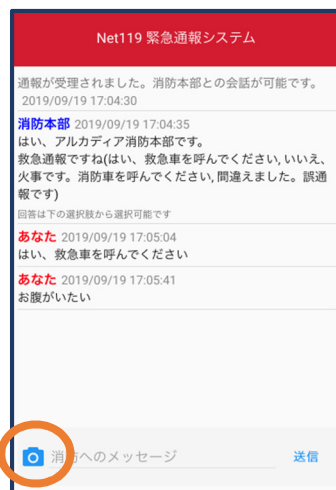 Net119 緊急通報システム
通報が受理されました。消防本部との会話が可能です。
2019/09/19 17:04:30
消防本部 2019/09/19 17:04:35
はい、アルカディア消防本部です。
救急通報ですね(はい、救急車を呼んでください, いいえ、
火事です。消防車を呼んでください, 間違えました。誤通
報です)
回答は下の選択肢から選択可能です
あなた 2019/09/19 17:05:04
はい、救急車を呼んでください
あなた 2019/09/19 17:05:41
お腹がいたい
消防へのメッセージ 送信